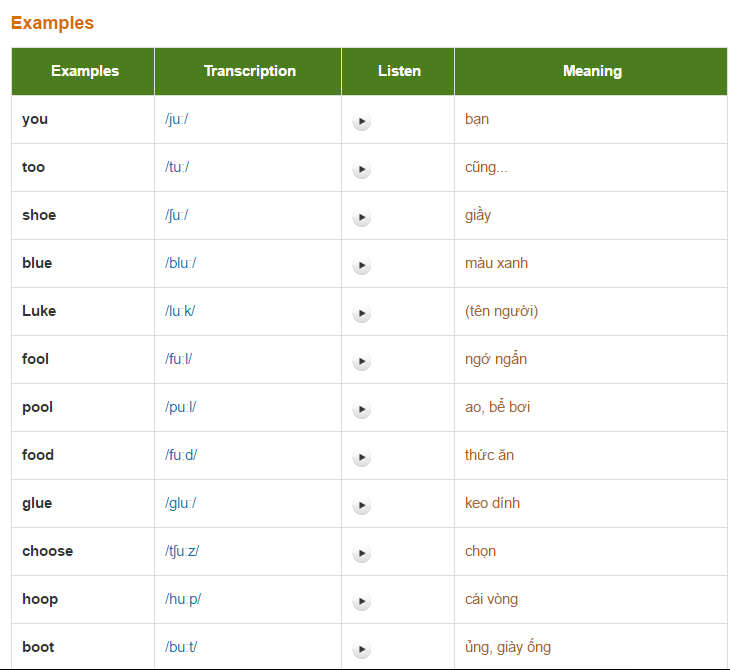 Examples
Examples Transcription Listen Meaning
you /juː/ bạn
too /tuː/ cũng...
shoe /ʃuː/ giầy
blue /bluː/ màu xanh
Luke /luːk/ (tên người)
fool /fuːl/ ngớ ngẩn
pool /puːl/ ao, bể bơi
food /fuːd/ thức ăn
glue /gluː/ keo dính
choose /tʃuːz/ chọn
hoop /huːp/ cái vòng
boot /buːt/ ủng, giày ống